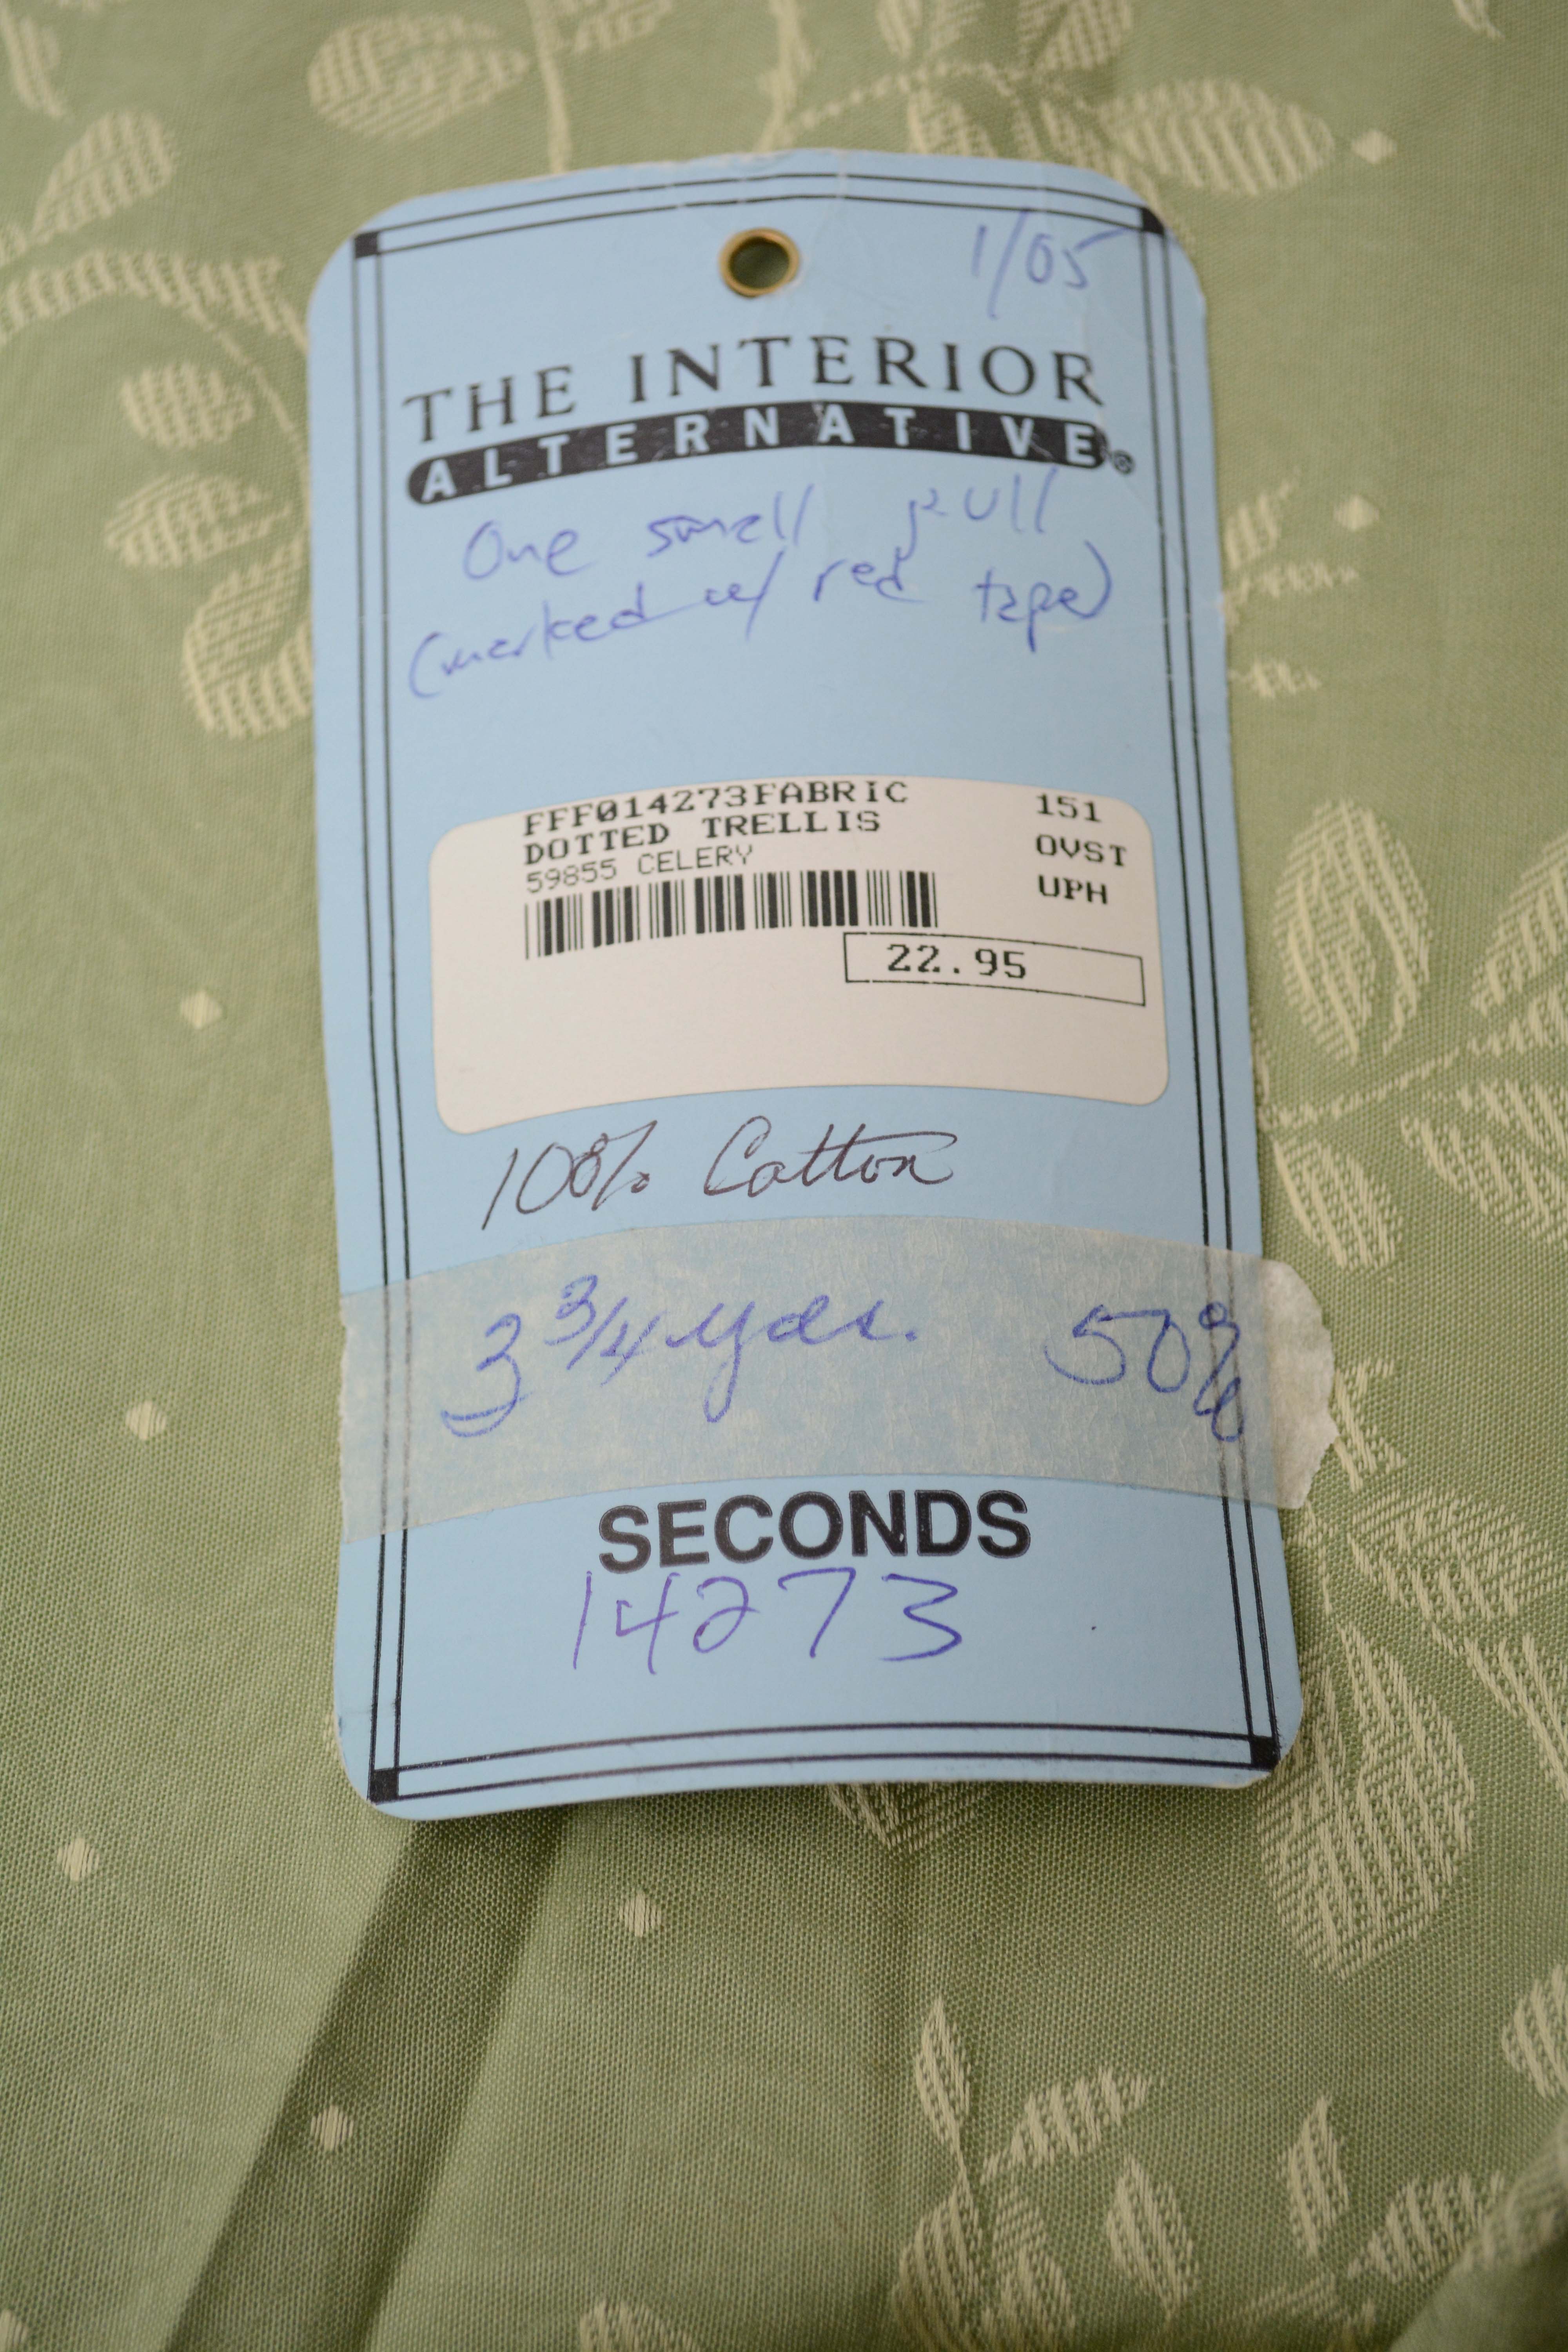 1/05
THE INTERIOR
ALTERNATIVE®
One small pull
(marked w/ red tape)
FFF014273FABRIC 151
DOTTED TRELLIS OVST
59855 CELERY UPH
22.95
100% Cotton
3 3/4 yds. 50%
SECONDS
14273